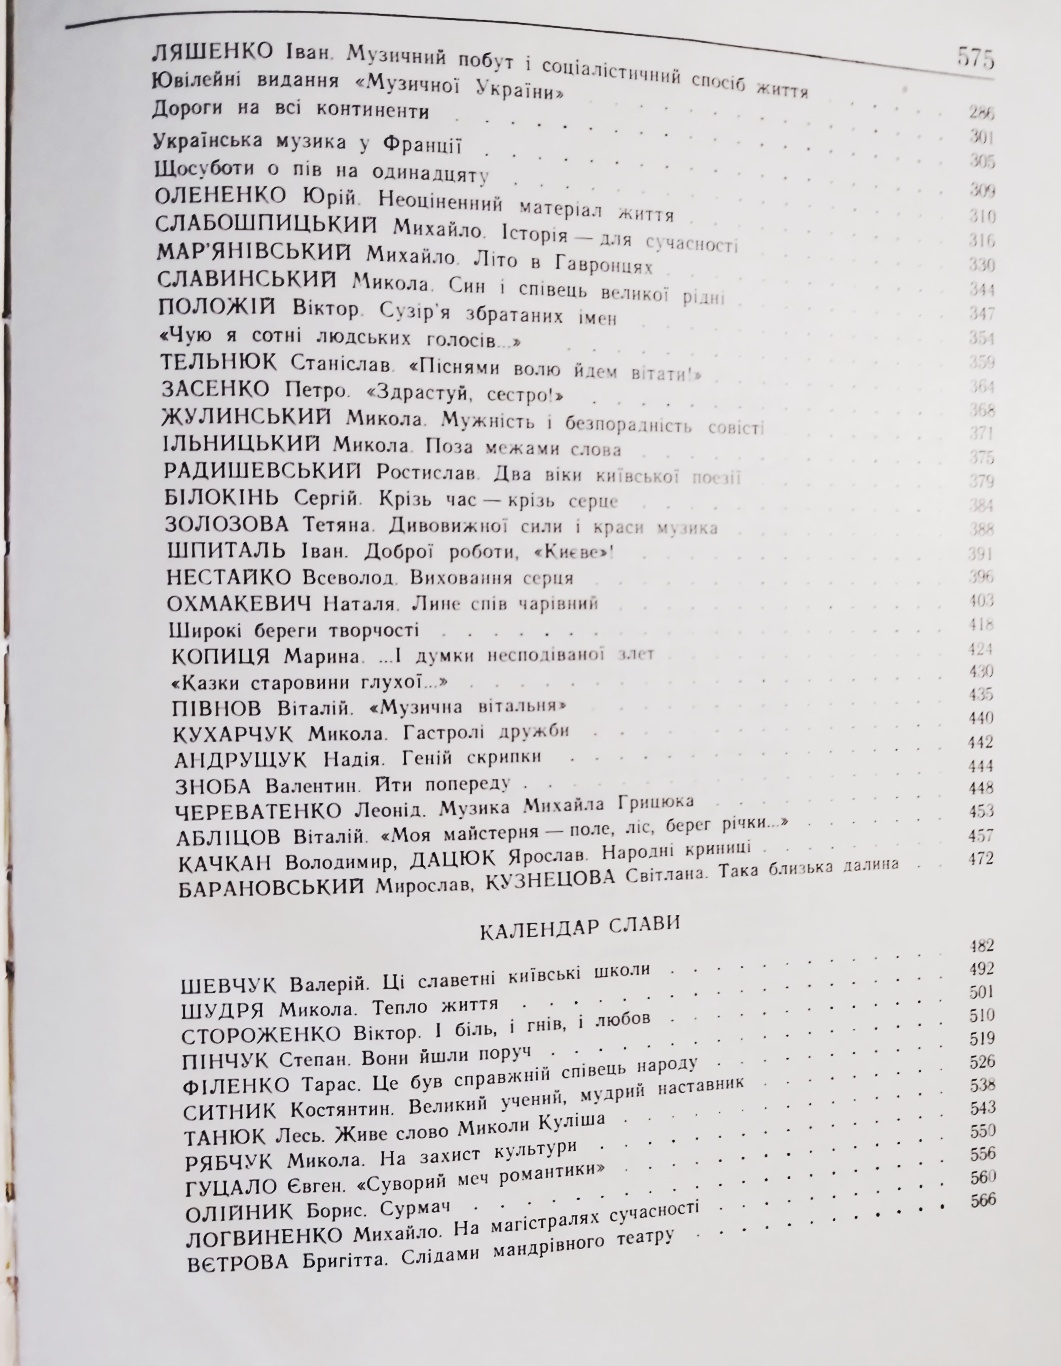 575
ЛЯШЕНКО Іван. Музичний побут і соціалістичний спосіб життя 286
Ювілейні видання «Музичної України» 301
Дороги на всі континенти 305
Українська музика у Франції 309
Щосуботи о пів на одинадцяту 310
ОЛЕНЕНКО Юрій. Неоціненний матеріал життя 316
СЛАБОШПИЦЬКИЙ Михайло. Історія — для сучасності 330
МАР’ЯНІВСЬКИЙ Михайло. Літо в Гавронцях 344
СЛАВИНСЬКИЙ Микола. Син і співець великої рідні 347
ПОЛОЖІЙ Віктор. Сузір’я збратаних імен 354
«Чую я сотні людських голосів...» 359
ТЕЛЬНЮК Станіслав. «Піснями волю йдем вітати!» 364
ЗАСЕНКО Петро. «Здрастуй, сестро!» 368
ЖУЛИНСЬКИЙ Микола. Мужність і безпорадність совісті 371
ІЛЬНИЦЬКИЙ Микола. Поза межами слова 375
РАДИШЕВСЬКИЙ Ростислав. Два віки київської поезії 379
БІЛОКІНЬ Сергій. Крізь час — крізь серце 384
ЗОЛОЗОВА Тетяна. Дивовижної сили і краси музика 388
ШПИТАЛЬ Іван. Доброї роботи, «Києве»! 391
НЕСТАЙКО Всеволод. Виховання серця 396
ОХМАКЕВИЧ Наталя. Лине спів чарівний 403
Широкі береги творчості 418
КОПИЦЯ Марина. ...І думки несподіваної злет 424
«Казки старовини глухої...» 430
ПІВНОВ Віталій. «Музична вітальня» 435
КУХАРЧУК Микола. Гастролі дружби 440
АНДРУЩУК Надія. Геній скрипки 442
ЗНОБА Валентин. Йти попереду 444
ЧЕРЕВАТЕНКО Леонід. Музика Михайла Грицюка 448
АБЛІЦОВ Віталій. «Моя майстерня — поле, ліс, берег річки...» 453
КАЧКАН Володимир, ДАЦЮК Ярослав. Народні криниці 457
БАРАНОВСЬКИЙ Мирослав, КУЗНЕЦОВА Світлана. Така близька далина 472
КАЛЕНДАР СЛАВИ
ШЕВЧУК Валерій. Ці славетні київські школи 482
ШУДРЯ Микола. Тепло життя 492
СТОРОЖЕНКО Віктор. І біль, і гнів, і любов 501
ПІНЧУК Степан. Вони йшли поруч 510
ФІЛЕНКО Тарас. Це був справжній співець народу 519
СИТНИК Костянтин. Великий учений, мудрий наставник 526
ТАНЮК Лесь. Живе слово Миколи Куліша 538
РЯБЧУК Микола. На захист культури 543
ГУЦАЛО Євген. «Суворий меч романтики» 550
ОЛІЙНИК Борис. Сурмач 556
ЛОГВИНЕНКО Михайло. На магістралях сучасності 560
ВЄТРОВА Бригітта. Слідами мандрівного театру 566